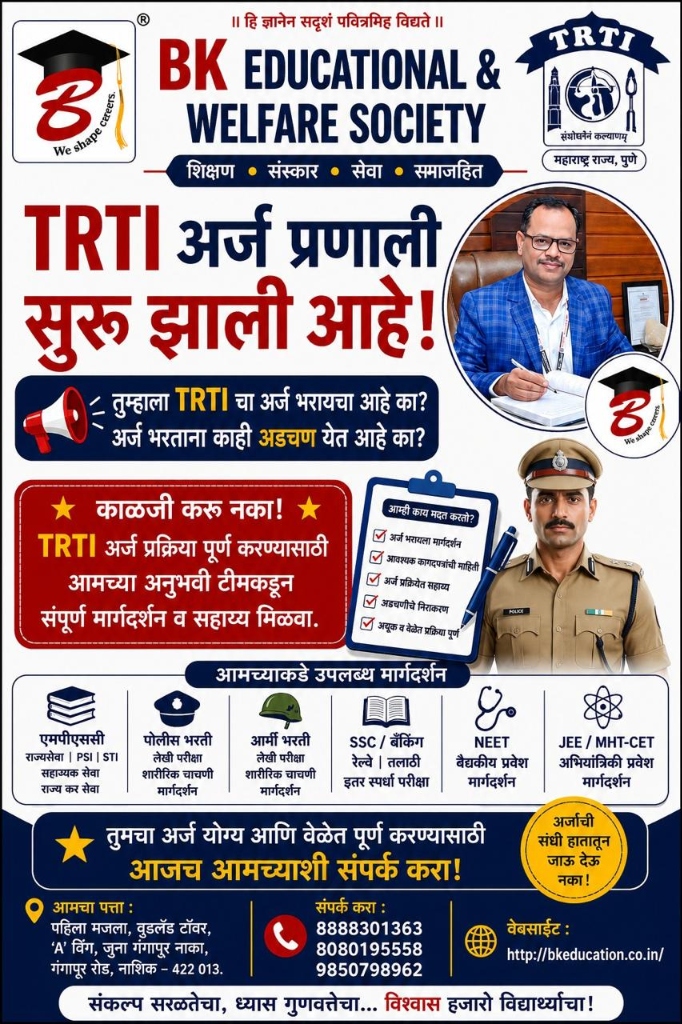 ॥ हि ज्ञानेन सदृशं पवित्रमिह विद्यते ॥
B
We shape careers.
®
BK EDUCATIONAL &
WELFARE SOCIETY
TRTI
संशोधनेनं कल्याणम्
महाराष्ट्र राज्य, पुणे
शिक्षण • संस्कार • सेवा • समाजहित
TRTI अर्ज प्रणाली
सुरू झाली आहे!
B
We shape careers.
तुम्हाला TRTI चा अर्ज भरायचा आहे का?
अर्ज भरताना काही अडचण येत आहे का?
★ काळजी करू नका! ★
TRTI अर्ज प्रक्रिया पूर्ण करण्यासाठी
आमच्या अनुभवी टीमकडून
संपूर्ण मार्गदर्शन व सहाय्य मिळवा.
आम्ही काय मदत करतो?
अर्ज भरायला मार्गदर्शन
आवश्यक कागदपत्रांची माहिती
अर्ज प्रक्रियेत सहाय्य
अडचणीचे निराकरण
अचूक व वेळेत प्रक्रिया पूर्ण
POLICE
आमच्याकडे उपलब्ध मार्गदर्शन
एमपीएससी
राज्यसेवा | PSI | STI
सहाय्यक सेवा
राज्य कर सेवा
पोलीस भरती
लेखी परीक्षा
शारीरिक चाचणी
मार्गदर्शन
आर्मी भरती
लेखी परीक्षा
शारीरिक चाचणी
मार्गदर्शन
SSC / बँकिंग
रेल्वे | तलाठी
इतर स्पर्धा परीक्षा
NEET
वैद्यकीय प्रवेश
मार्गदर्शन
JEE / MHT-CET
अभियांत्रिकी प्रवेश
मार्गदर्शन
तुमचा अर्ज योग्य आणि वेळेत पूर्ण करण्यासाठी
आजच आमच्याशी संपर्क करा!
अर्जाची
संधी हातातून
जाऊ देऊ
नका!
आमचा पत्ता :
पहिला मजला, वुडलॅंड टॉवर,
‘A’ विंग, जुना गंगापूर नाका,
गंगापूर रोड, नाशिक – 422 013.
संपर्क करा :
8888301363
8080195558
9850798962
वेबसाईट :
http://bkeducation.co.in/
संकल्प सरळतेचा, ध्यास गुणवत्तेचा... विश्वास हजारो विद्यार्थ्यांचा!